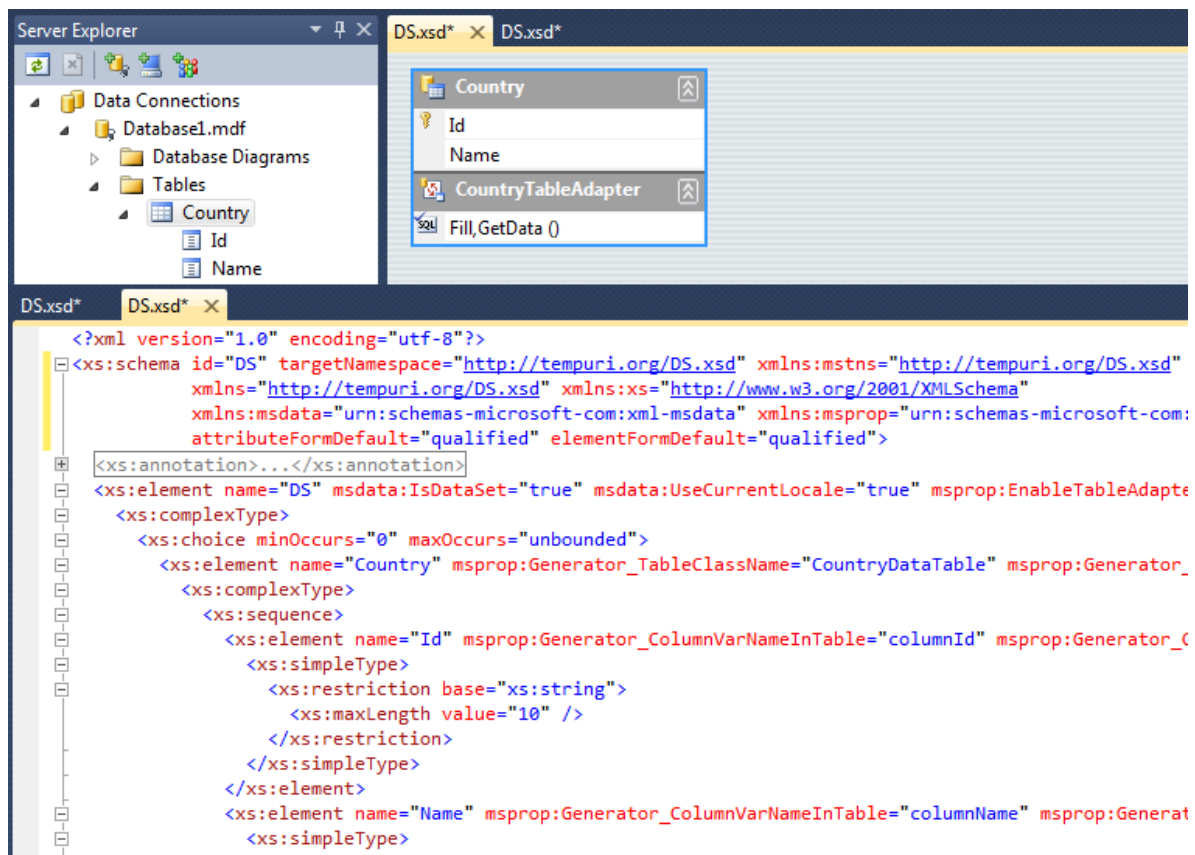 Server Explorer
DS.xsd*
DS.xsd*
Data Connections
Database1.mdf
Database Diagrams
Tables
Country
Id
Name
Country
Id
Name
CountryTableAdapter
SQL Fill,GetData ()
DS.xsd*
DS.xsd*
<?xml version="1.0" encoding="utf-8"?>
<xs:schema id="DS" targetNamespace="http://tempuri.org/DS.xsd" xmlns:mstns="http://tempuri.org/DS.xsd"
xmlns="http://tempuri.org/DS.xsd" xmlns:xs="http://www.w3.org/2001/XMLSchema"
xmlns:msdata="urn:schemas-microsoft-com:xml-msdata" xmlns:msprop="urn:schemas-microsoft-com:
attributeFormDefault="qualified" elementFormDefault="qualified">
<xs:annotation>...</xs:annotation>
<xs:element name="DS" msdata:IsDataSet="true" msdata:UseCurrentLocale="true" msprop:EnableTableAdapte
<xs:complexType>
<xs:choice minOccurs="0" maxOccurs="unbounded">
<xs:element name="Country" msprop:Generator_TableClassName="CountryDataTable" msprop:Generator_
<xs:complexType>
<xs:sequence>
<xs:element name="Id" msprop:Generator_ColumnVarNameInTable="columnId" msprop:Generator_C
<xs:simpleType>
<xs:restriction base="xs:string">
<xs:maxLength value="10" />
</xs:restriction>
</xs:simpleType>
</xs:element>
<xs:element name="Name" msprop:Generator_ColumnVarNameInTable="columnName" msprop:Generat
<xs:simpleType>